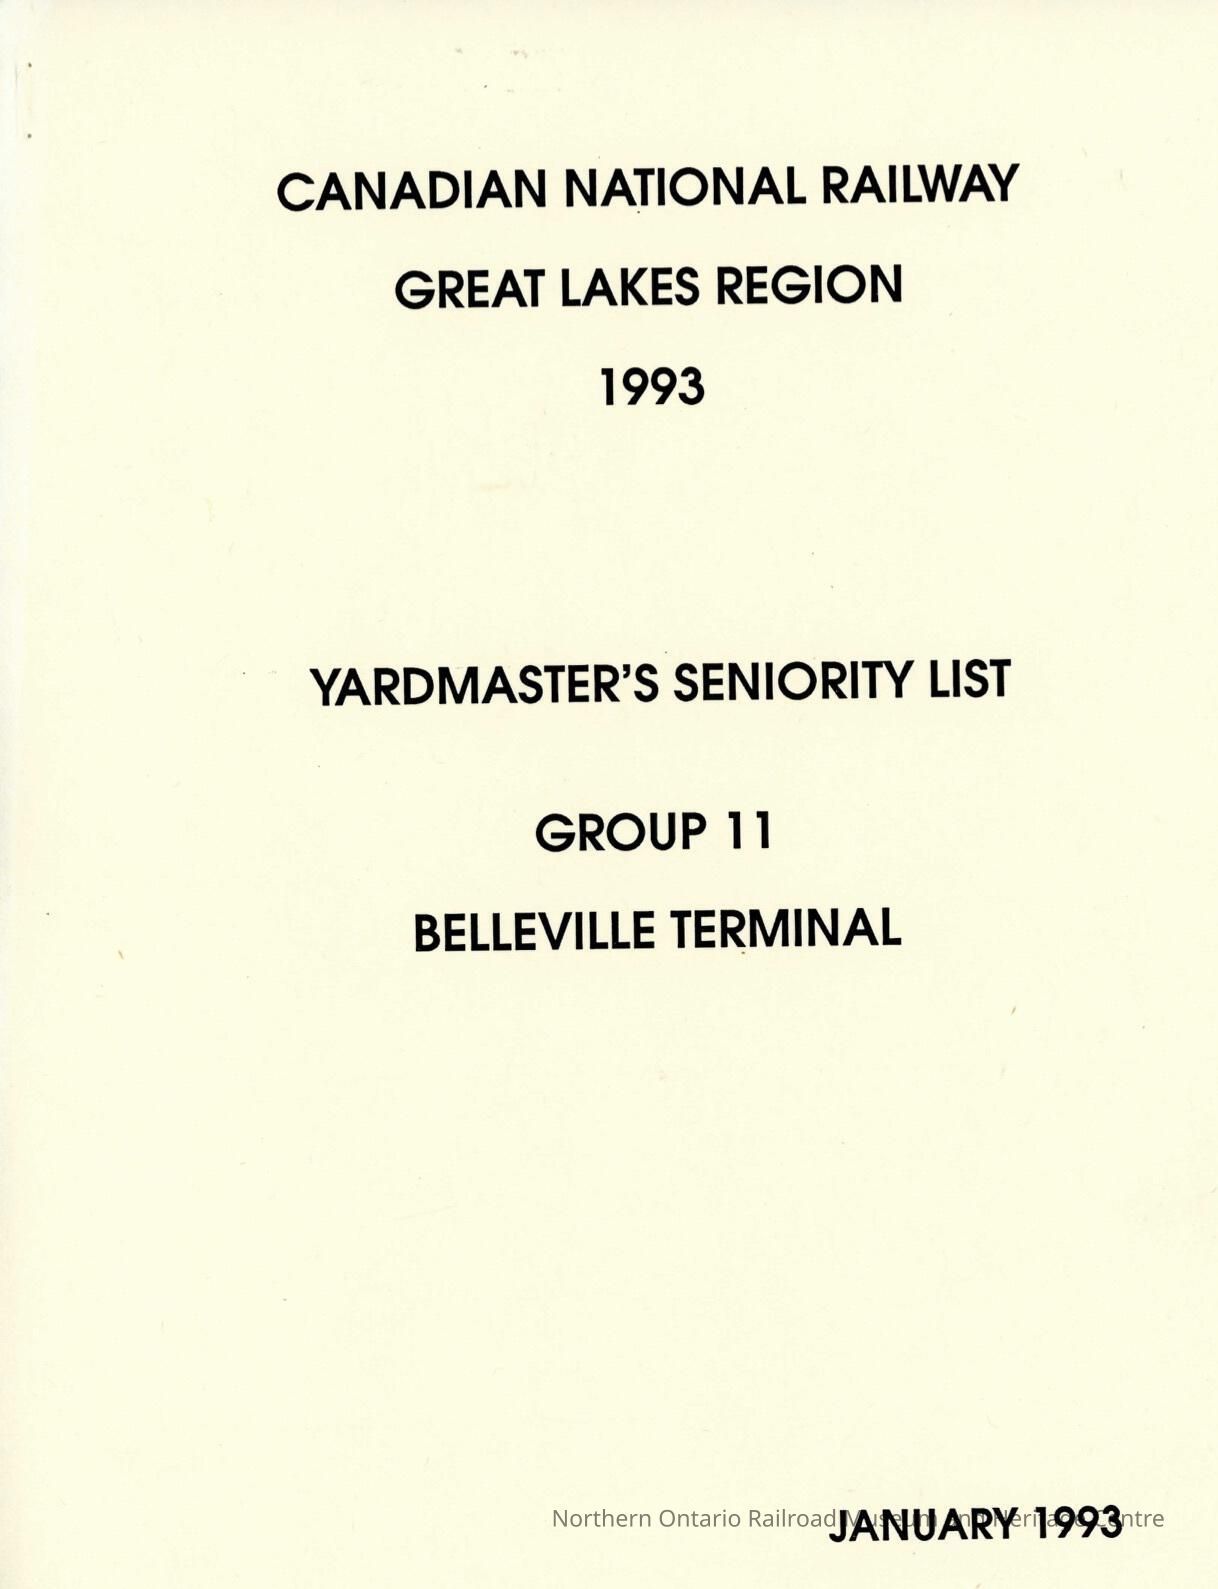 CANADIAN NATIONAL RAILWAY
GREAT LAKES REGION
1993
YARDMASTER'S SENIORITY LIST
GROUP 11
BELLEVILLE TERMINAL
Northern Ontario Railroad Museum and Heritage Centre
JANUARY 1993